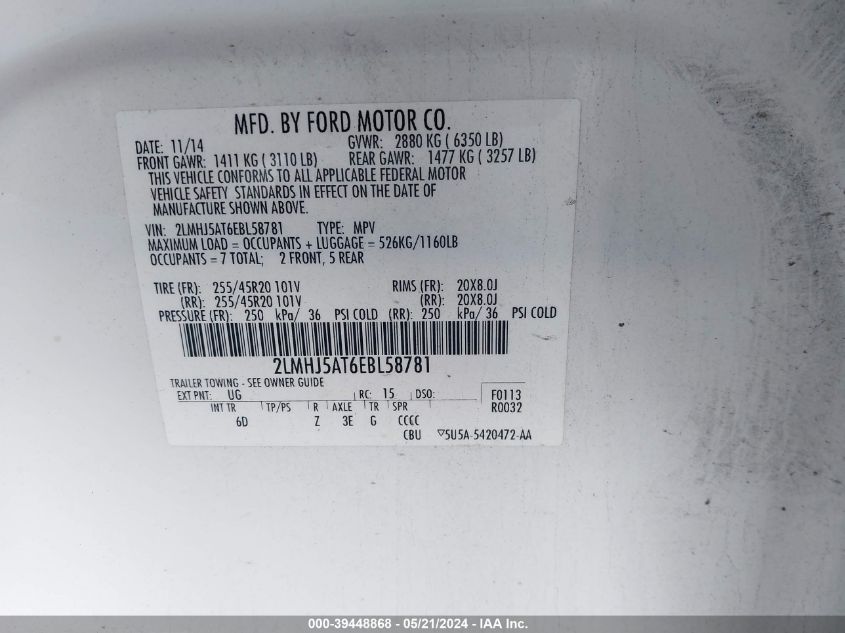 MFD. BY FORD MOTOR CO.
DATE: 11/14 GVWR: 2880 KG ( 6350 LB)
FRONT GAWR: 1411 KG ( 3110 LB) REAR GAWR: 1477 KG ( 3257 LB)
THIS VEHICLE CONFORMS TO ALL APPLICABLE FEDERAL MOTOR
VEHICLE SAFETY STANDARDS IN EFFECT ON THE DATE OF
MANUFACTURE SHOWN ABOVE.
VIN: 2LMHJ5AT6EBL58781 TYPE: MPV
MAXIMUM LOAD = OCCUPANTS + LUGGAGE = 526KG/1160LB
OCCUPANTS = 7 TOTAL; 2 FRONT, 5 REAR
TIRE (FR): 255/45R20 101V RIMS (FR): 20X8.0J
(RR): 255/45R20 101V (RR): 20X8.0J
PRESSURE (FR): 250 kPa/ 36 PSI COLD (RR): 250 kPa/ 36 PSI COLD
2LMHJ5AT6EBL58781
TRAILER TOWING - SEE OWNER GUIDE
EXT PNT: UG RC: 15 DSO: F0113
INT TR TP/PS R AXLE TR SPR R0032
6D Z 3E G CCCC
CBU ▽5U5A-5420472-AA
000-39448868 - 05/21/2024 - IAA Inc.